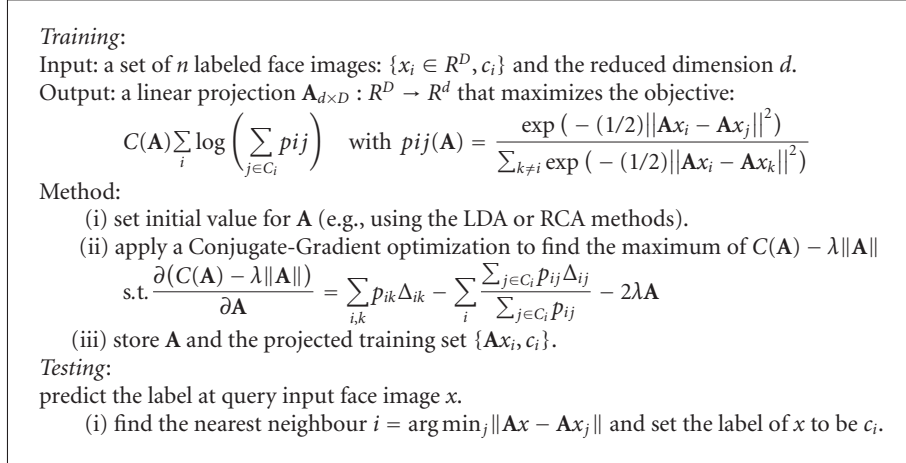 Training:
Input: a set of n labeled face images: {x_i ∈ R^D, c_i} and the reduced dimension d.
Output: a linear projection A_{d×D} : R^D → R^d that maximizes the objective:
C(A) ∑_i log ( ∑_{j∈C_i} pij ) with pij(A) = exp ( − (1/2)||Ax_i − Ax_j||^2) / ∑_{k≠i} exp ( − (1/2)||Ax_i − Ax_k||^2)
Method:
(i) set initial value for A (e.g., using the LDA or RCA methods).
(ii) apply a Conjugate-Gradient optimization to find the maximum of C(A) − λ‖A‖
s.t. ∂(C(A) − λ‖A‖) / ∂A = ∑_{i,k} p_{ik}Δ_{ik} − ∑_i ∑_{j∈C_i} p_{ij}Δ_{ij} / ∑_{j∈C_i} p_{ij} − 2λA
(iii) store A and the projected training set {Ax_i, c_i}.
Testing:
predict the label at query input face image x.
(i) find the nearest neighbour i = arg min_j ‖Ax − Ax_j‖ and set the label of x to be c_i.